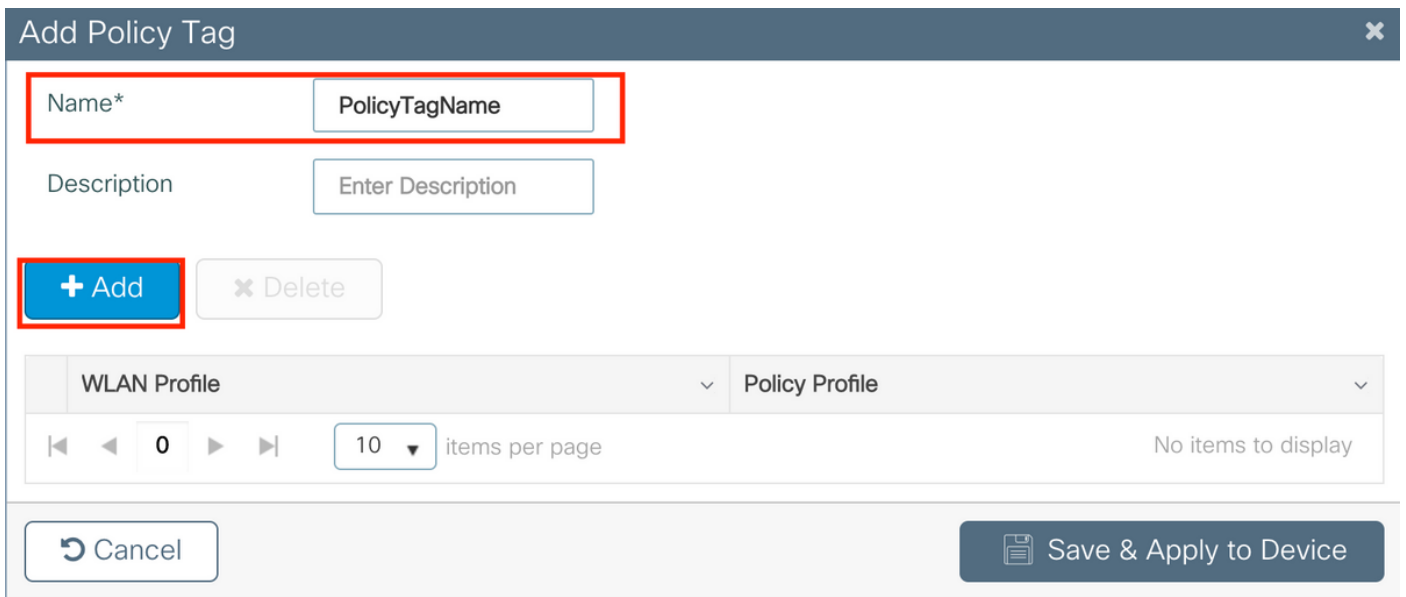 Add Policy Tag
Name* PolicyTagName
Description Enter Description
Add Delete
WLAN Profile Policy Profile
0 10 items per page No items to display
Cancel Save & Apply to Device